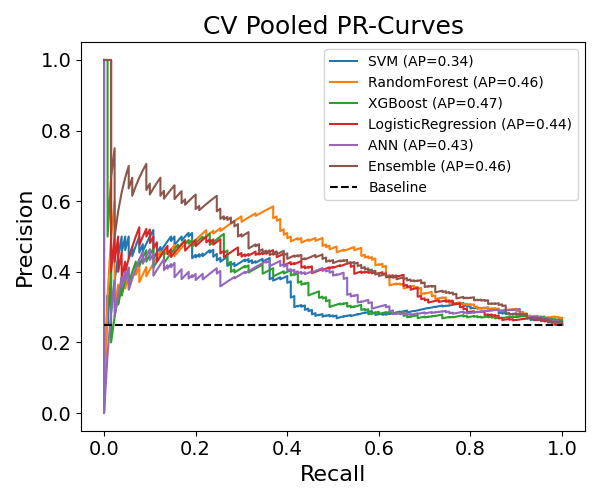 CV Pooled PR-Curves
SVM (AP=0.34)
RandomForest (AP=0.46)
XGBoost (AP=0.47)
LogisticRegression (AP=0.44)
ANN (AP=0.43)
Ensemble (AP=0.46)
Baseline
Precision
1.0
0.8
0.6
0.4
0.2
0.0
0.0 0.2 0.4 0.6 0.8 1.0
Recall